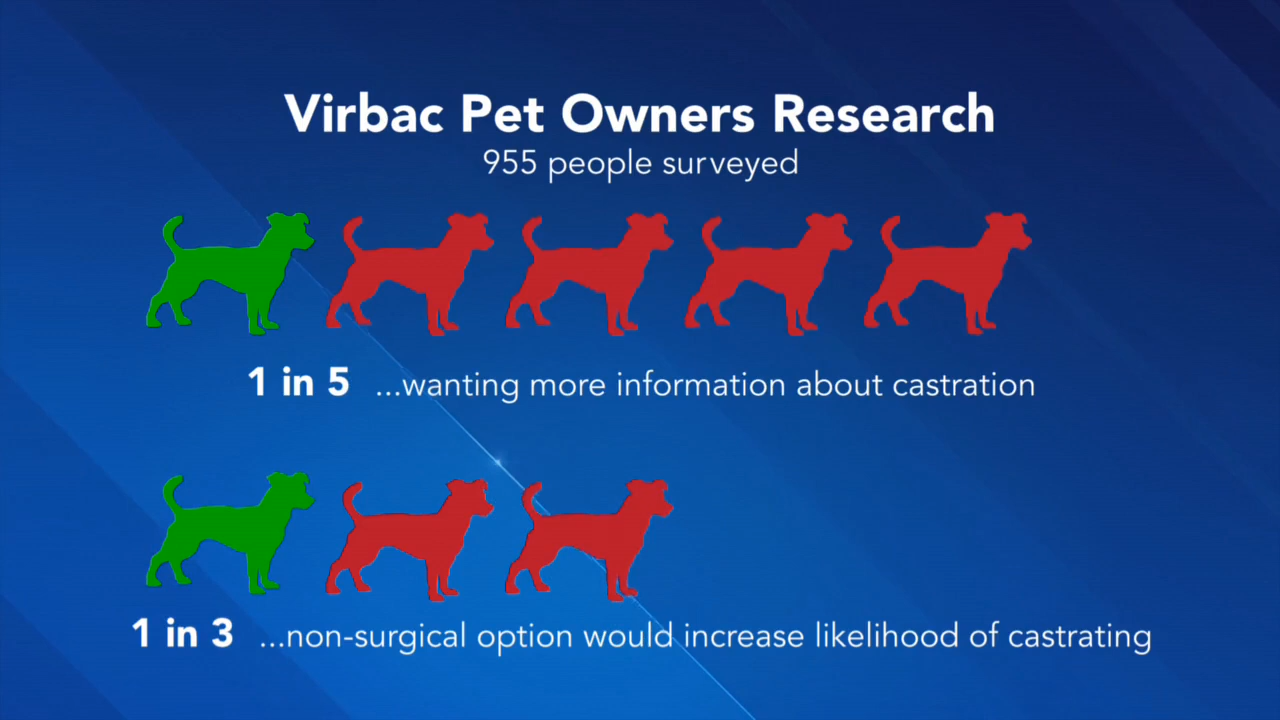 Virbac Pet Owners Research
955 people surveyed
1 in 5 ...wanting more information about castration
1 in 3 ...non-surgical option would increase likelihood of castrating